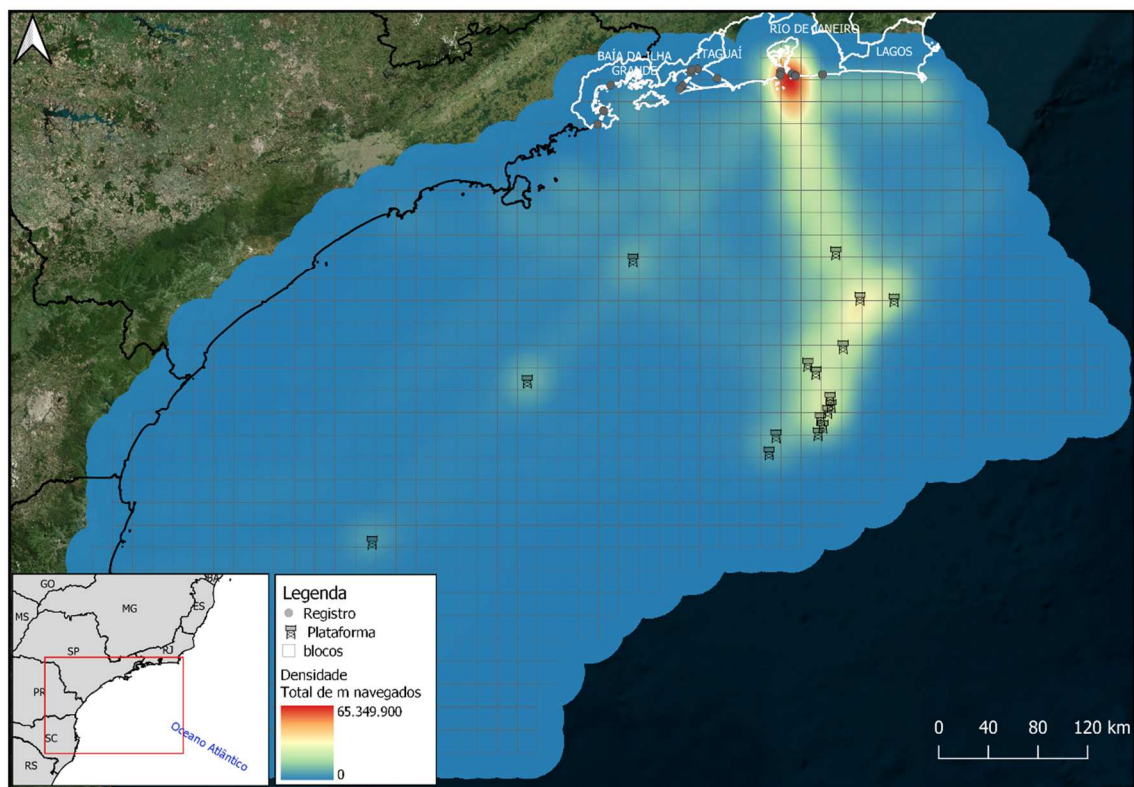 RIO DE JANEIRO
BAÍA DA ILHA
GRANDE
ITAGUAÍ
LAGOS
GO
MS
MG
ES
SP
RJ
PR
SC
RS
Oceano Atlântico
Legenda
Registro
Plataforma
blocos
Densidade
Total de m navegados
65.349.900
0
0 40 80 120 km